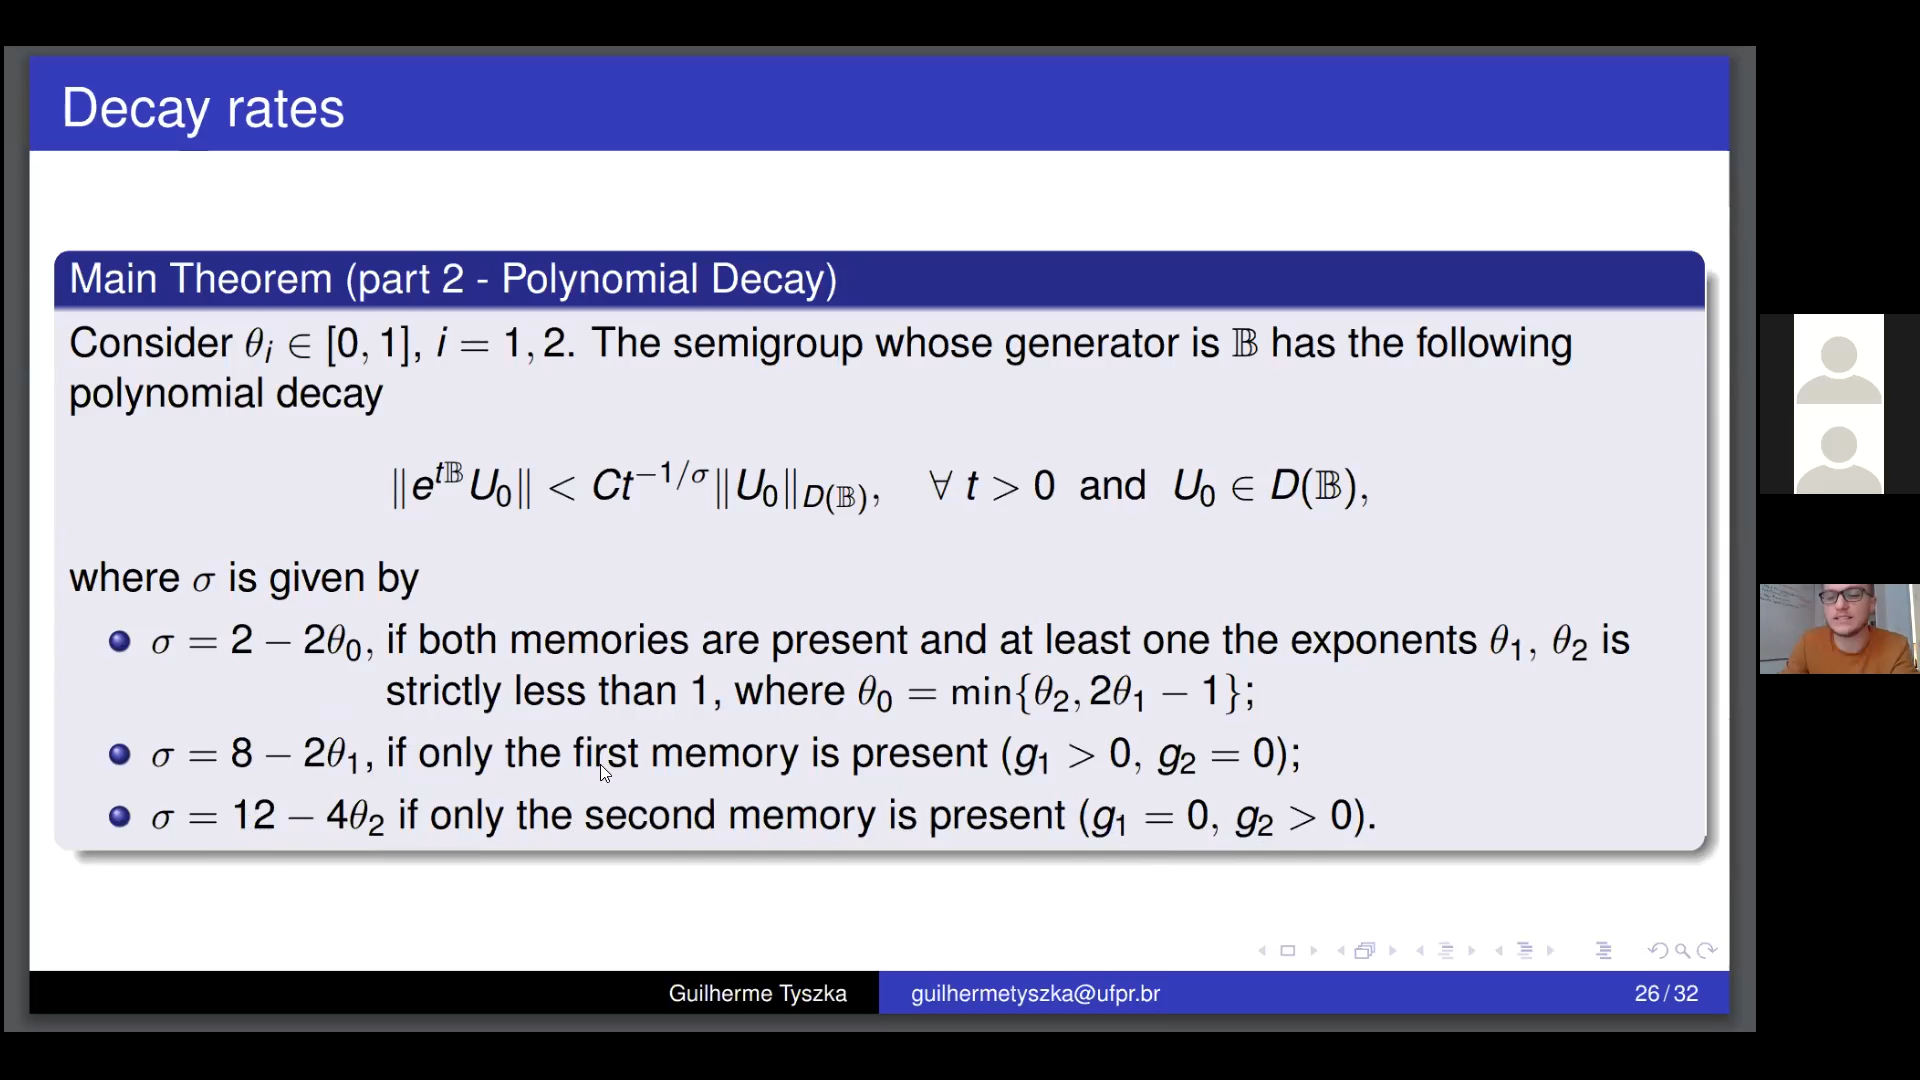 Decay rates
Main Theorem (part 2 - Polynomial Decay)
Consider θᵢ ∈ [0, 1], i = 1, 2. The semigroup whose generator is 𝔹 has the following
polynomial decay
‖e^{t𝔹}U₀‖ < Ct^{−1/σ}‖U₀‖_{D(𝔹)}, ∀ t > 0 and U₀ ∈ D(𝔹),
where σ is given by
σ = 2 − 2θ₀, if both memories are present and at least one the exponents θ₁, θ₂ is
strictly less than 1, where θ₀ = min{θ₂, 2θ₁ − 1};
σ = 8 − 2θ₁, if only the first memory is present (g₁ > 0, g₂ = 0);
σ = 12 − 4θ₂ if only the second memory is present (g₁ = 0, g₂ > 0).
Guilherme Tyszka guilhermetyszka@ufpr.br 26 / 32